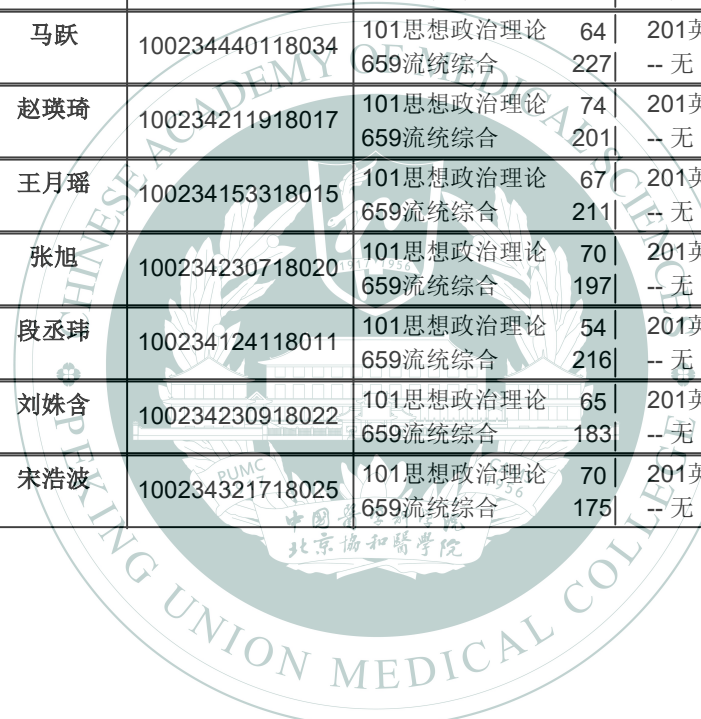 马跃 100234440118034 101思想政治理论 64 201英
659流统综合 227 -- 无
赵瑛琦 100234211918017 101思想政治理论 74 201英
659流统综合 201 -- 无
王月瑶 100234153318015 101思想政治理论 67 201英
659流统综合 211 -- 无
张旭 100234230718020 101思想政治理论 70 201英
659流统综合 197 -- 无
段丞玮 100234124118011 101思想政治理论 54 201英
659流统综合 216 -- 无
刘姝含 100234230918022 101思想政治理论 65 201英
659流统综合 183 -- 无
宋浩波 100234321718025 101思想政治理论 70 201英
659流统综合 175 -- 无
CHINESE ACADEMY OF MEDICAL SCIENCES
PEKING UNION MEDICAL COLLEGE
1917 1956
PUMC
北京協和醫學院